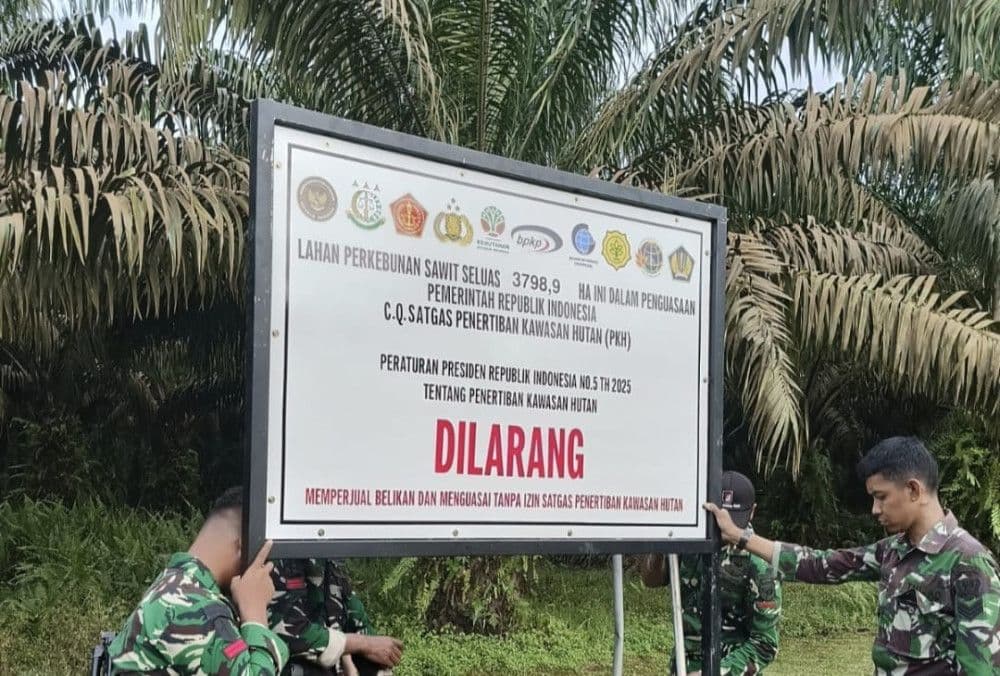 KEHUTANAN
bpkp
LAHAN PERKEBUNAN SAWIT SELUAS 3798,9 HA INI DALAM PENGUASAAN
PEMERINTAH REPUBLIK INDONESIA
C.Q.SATGAS PENERTIBAN KAWASAN HUTAN (PKH)
PERATURAN PRESIDEN REPUBLIK INDONESIA NO.5 TH 2025
TENTANG PENERTIBAN KAWASAN HUTAN
DILARANG
MEMPERJUAL BELIKAN DAN MENGUASAI TANPA IZIN SATGAS PENERTIBAN KAWASAN HUTAN